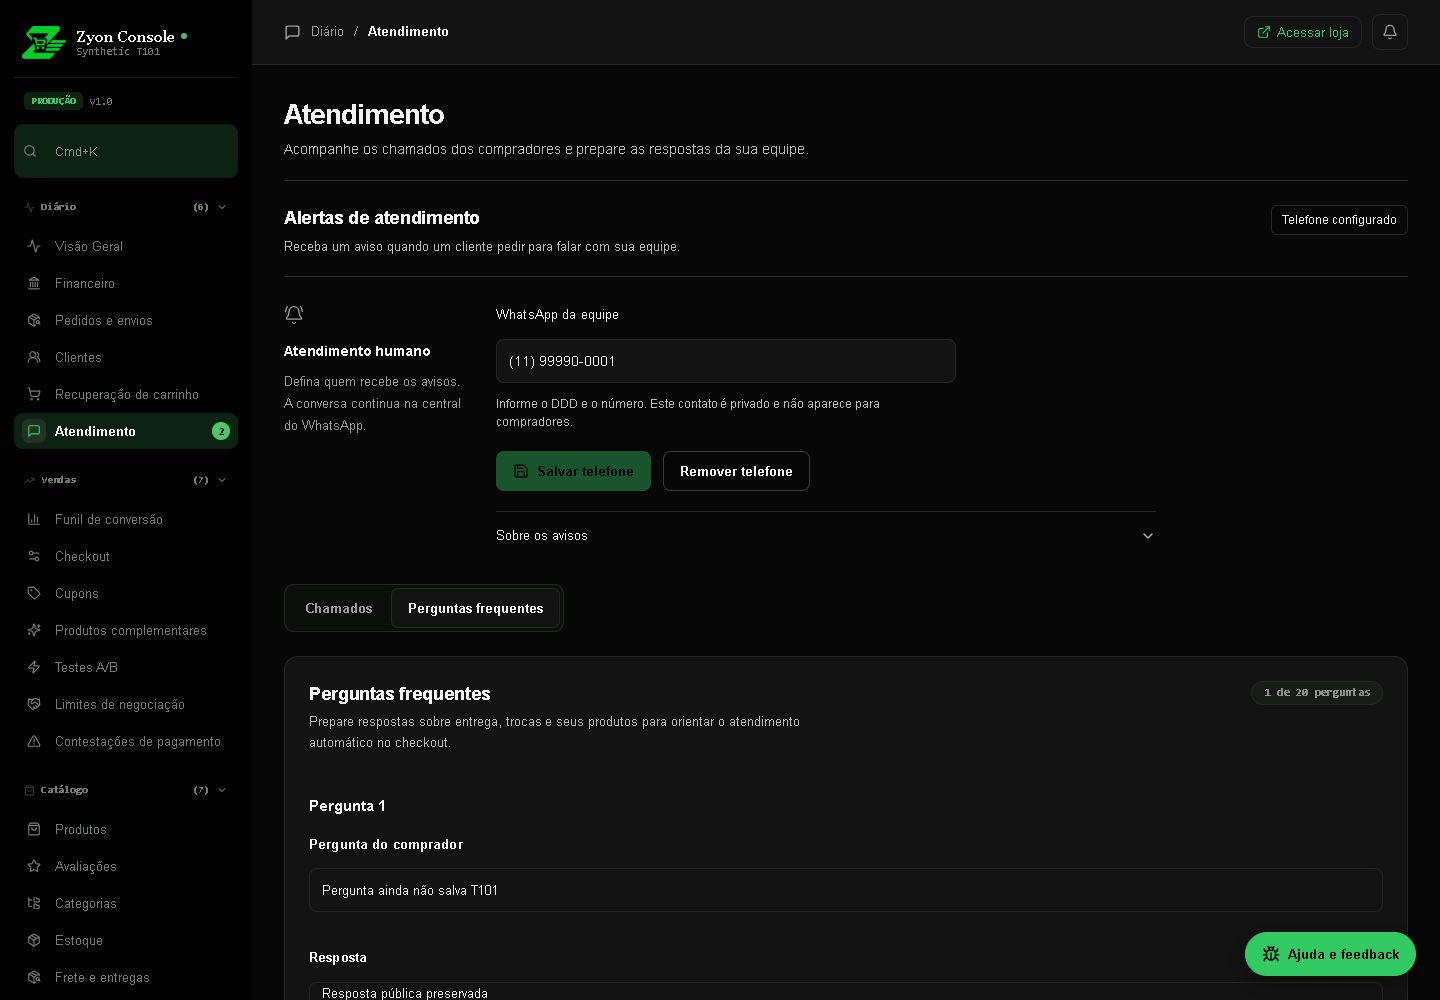 Zyon Console
Synthetic T101
PRODUÇÃO v1.0
Cmd+K
Diário (6)
Visão Geral
Financeiro
Pedidos e envios
Clientes
Recuperação de carrinho
Atendimento 2
Vendas (7)
Funil de conversão
Checkout
Cupons
Produtos complementares
Testes A/B
Limites de negociação
Contestações de pagamento
Catálogo (7)
Produtos
Avaliações
Categorias
Estoque
Frete e entregas
Diário / Atendimento
Acessar loja
Atendimento
Acompanhe os chamados dos compradores e prepare as respostas da sua equipe.
Alertas de atendimento
Receba um aviso quando um cliente pedir para falar com sua equipe.
Telefone configurado
Atendimento humano
Defina quem recebe os avisos.
A conversa continua na central
do WhatsApp.
WhatsApp da equipe
(11) 99990-0001
Informe o DDD e o número. Este contato é privado e não aparece para
compradores.
Salvar telefone
Remover telefone
Sobre os avisos
Chamados
Perguntas frequentes
Perguntas frequentes
1 de 20 perguntas
Prepare respostas sobre entrega, trocas e seus produtos para orientar o atendimento
automático no checkout.
Pergunta 1
Pergunta do comprador
Pergunta ainda não salva T101
Resposta
Resposta pública preservada
Ajuda e feedback